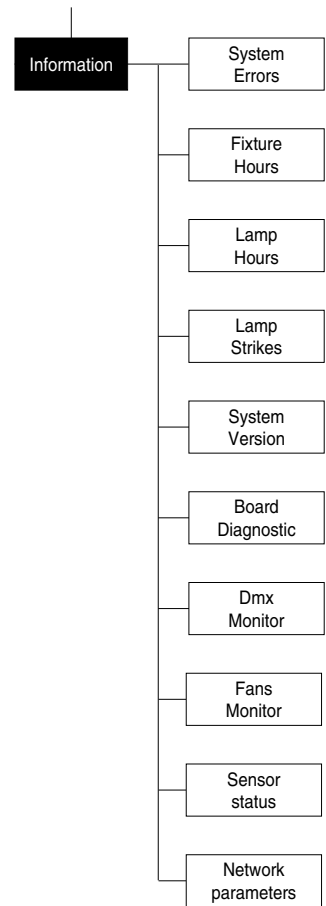 Information
System
Errors
Fixture
Hours
Lamp
Hours
Lamp
Strikes
System
Version
Board
Diagnostic
Dmx
Monitor
Fans
Monitor
Sensor
status
Network
parameters